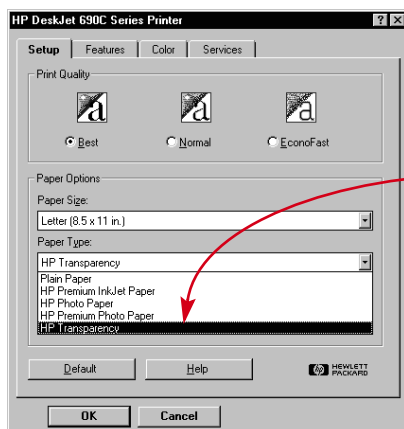 HP DeskJet 690C Series Printer
Setup Features Color Services
Print Quality
a a a
Best Normal EconoFast
Paper Options
Paper Size:
Letter (8.5 x 11 in.)
Paper Type:
HP Transparency
Plain Paper
HP Premium InkJet Paper
HP Photo Paper
HP Premium Photo Paper
HP Transparency
Default Help hp HEWLETT
PACKARD
OK Cancel